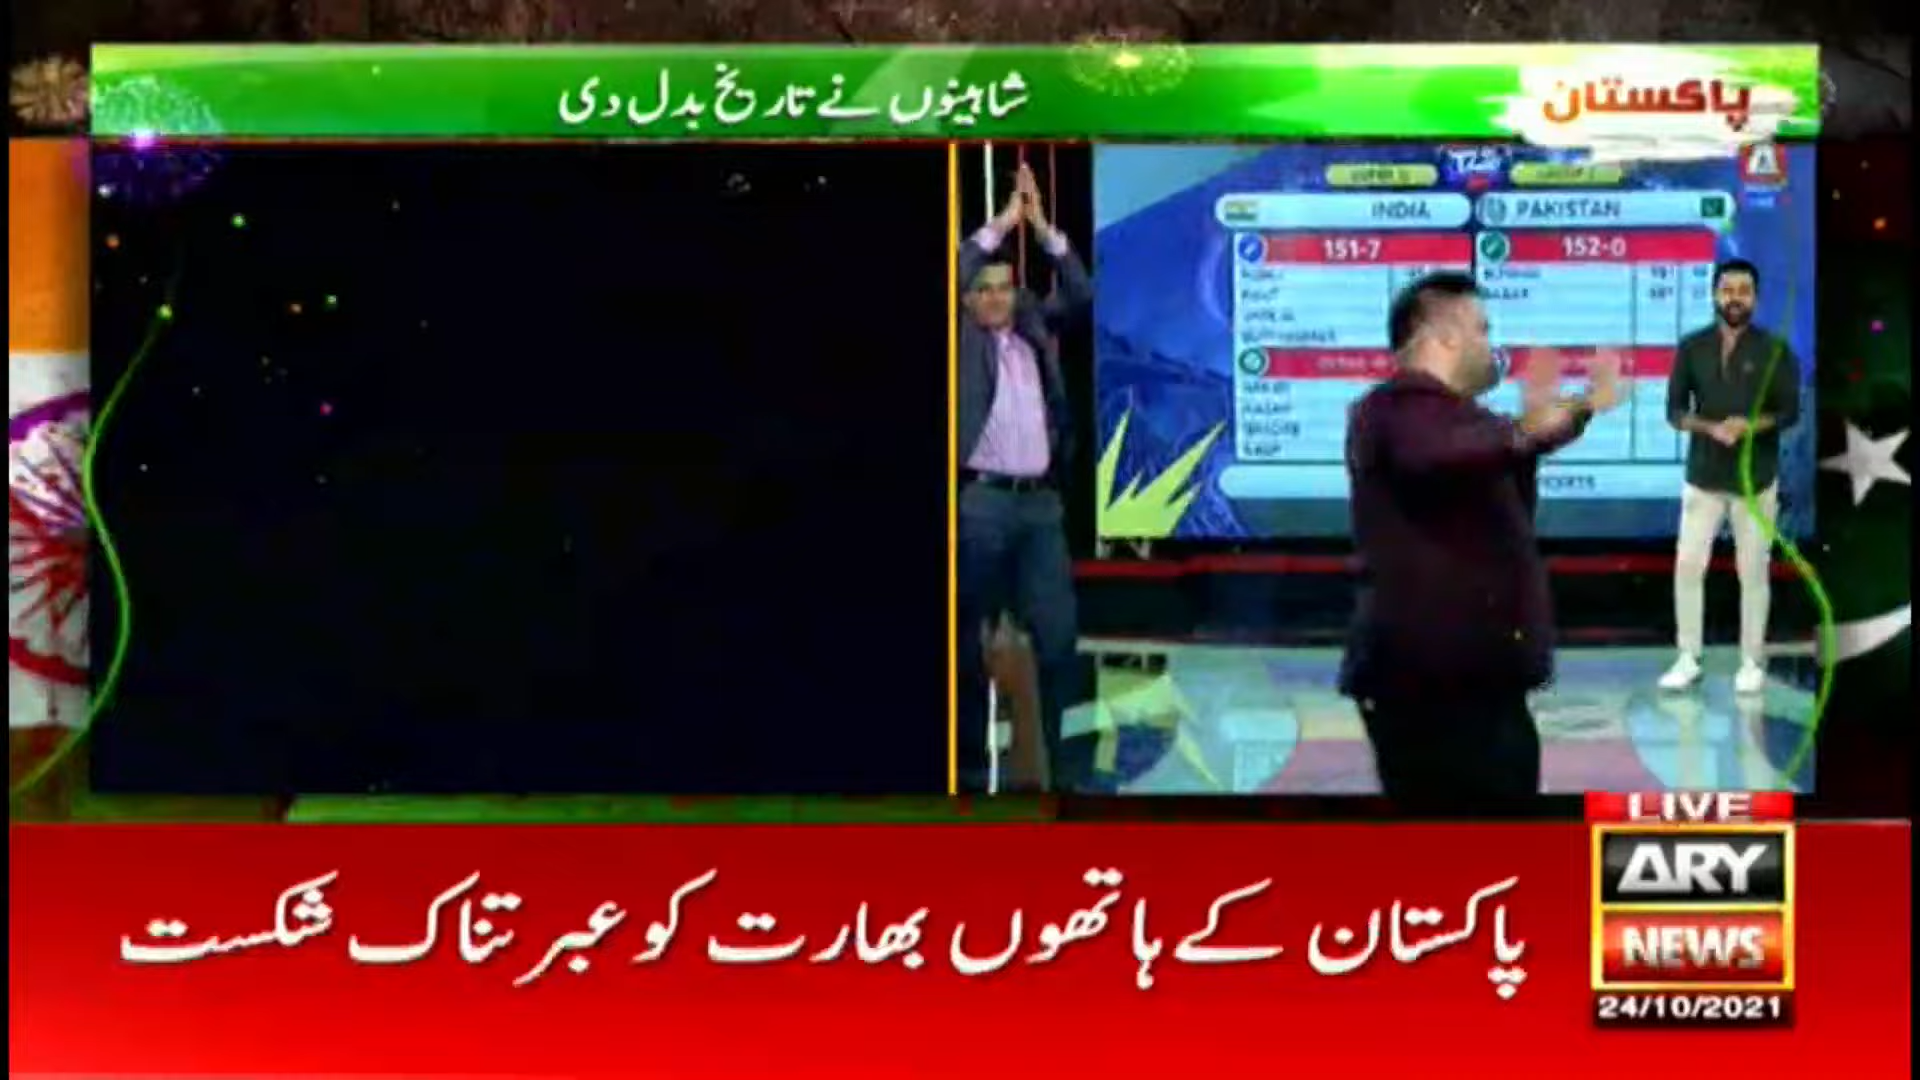 شاہینوں نے تاریخ بدل دی
پاکستان
T20
INDIA
PAKISTAN
151-7
152-0
LIVE
ARY
NEWS
24/10/2021
پاکستان کے ہاتھوں بھارت کو عبرتناک شکست